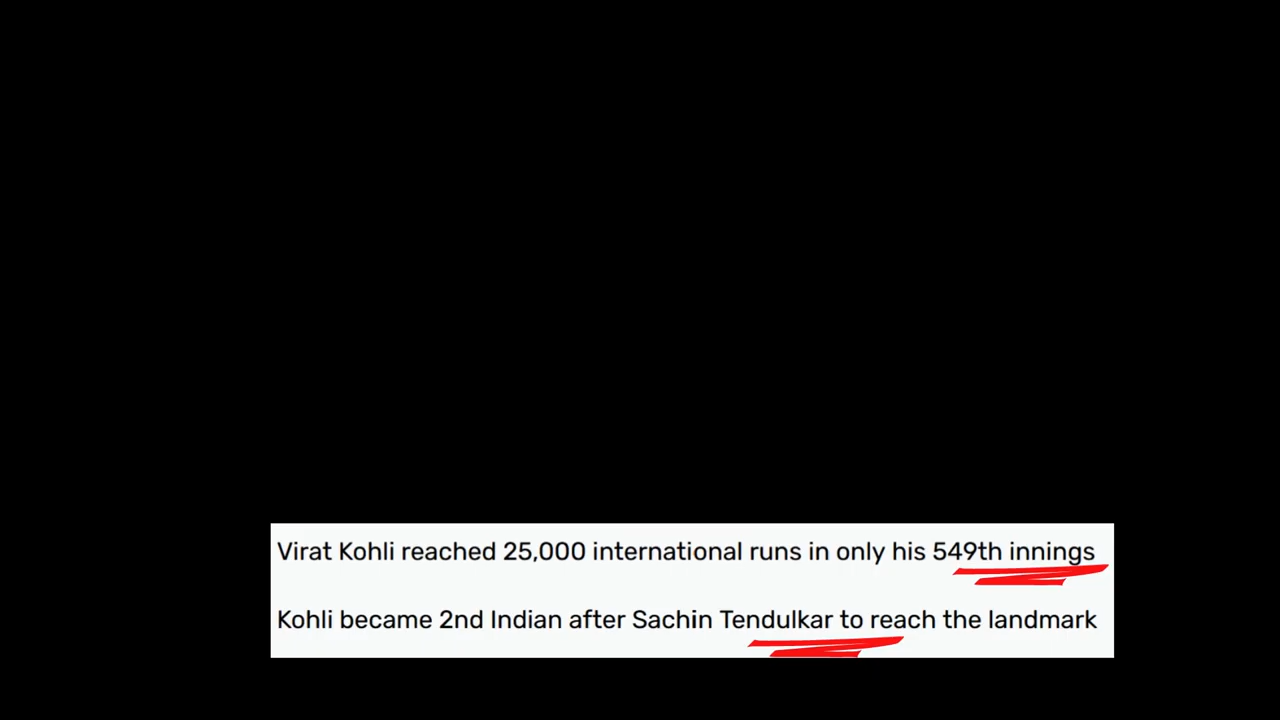 Virat Kohli reached 25,000 international runs in only his 549th innings
Kohli became 2nd Indian after Sachin Tendulkar to reach the landmark